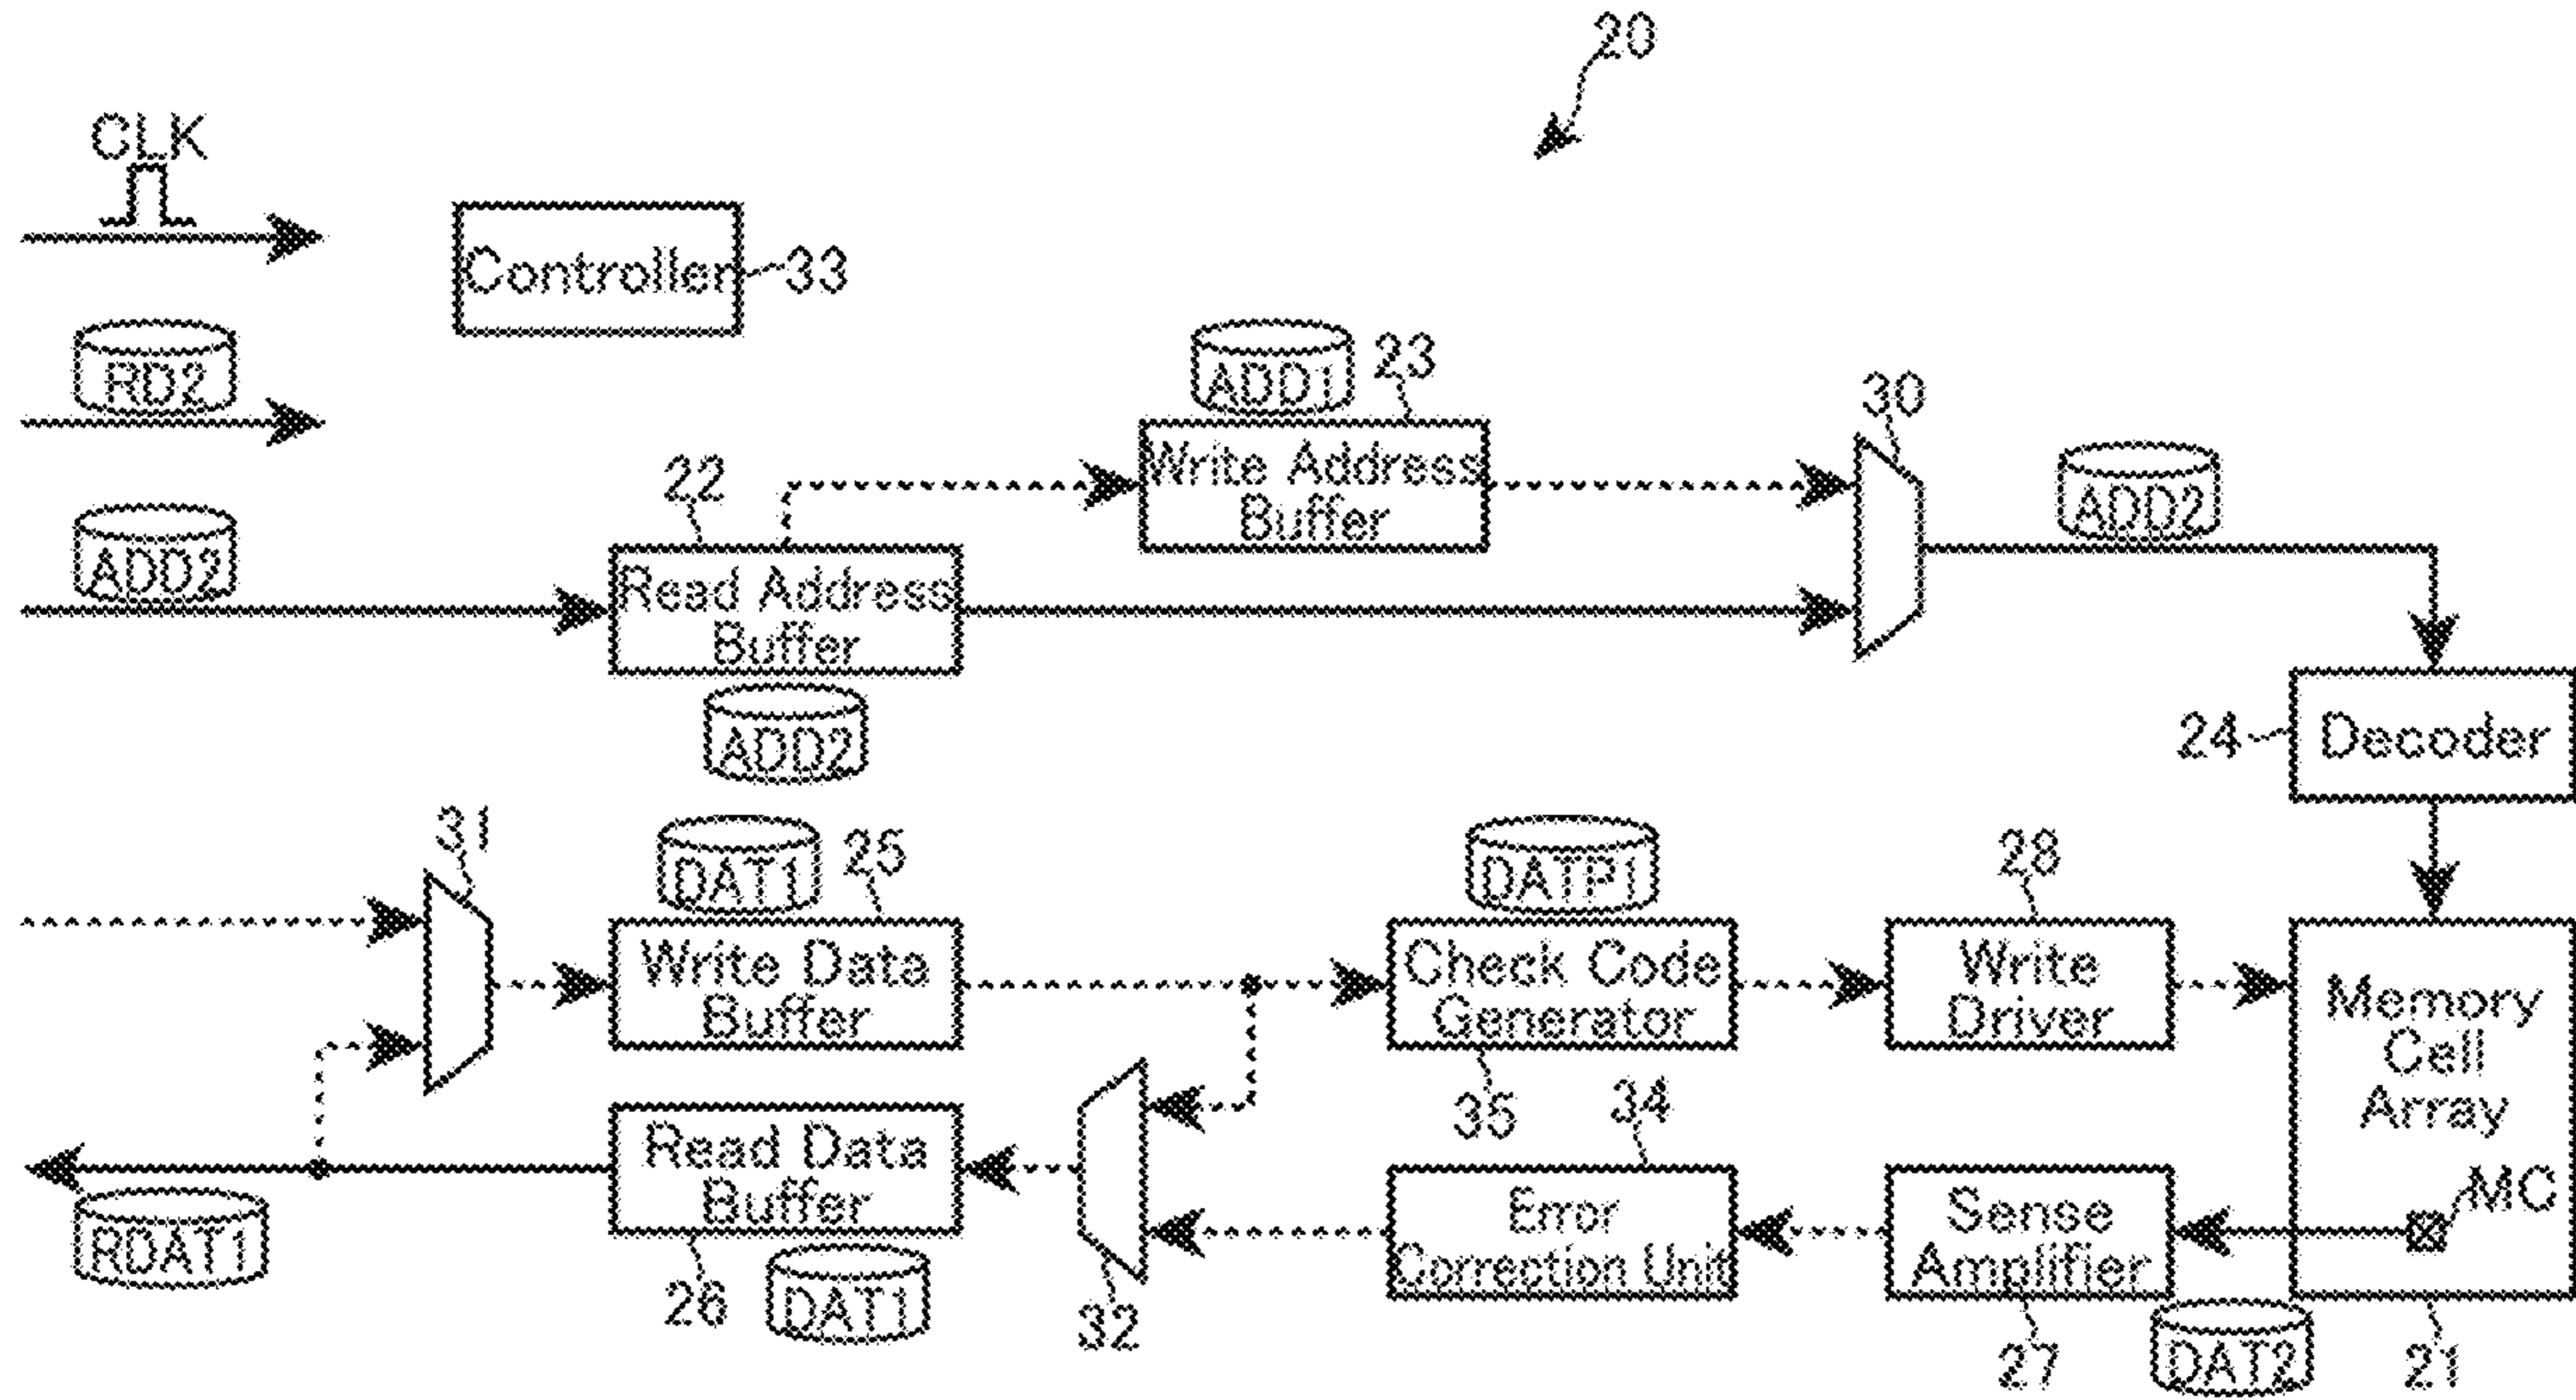 20
CLK
Controller
33
RD2
ADD1
23
30
ADD2
Write Address
Buffer
22
ADD2
Read Address
Buffer
ADD2
24
Decoder
31
DAT1
25
DATP1
28
Write Data
Buffer
Check Code
Generator
Write
Driver
Memory
Cell
Array
35
34
Read Data
Buffer
Error
Correction Unit
Sense
Amplifier
MC
RDAT1
26
DAT1
32
27
DAT2
21